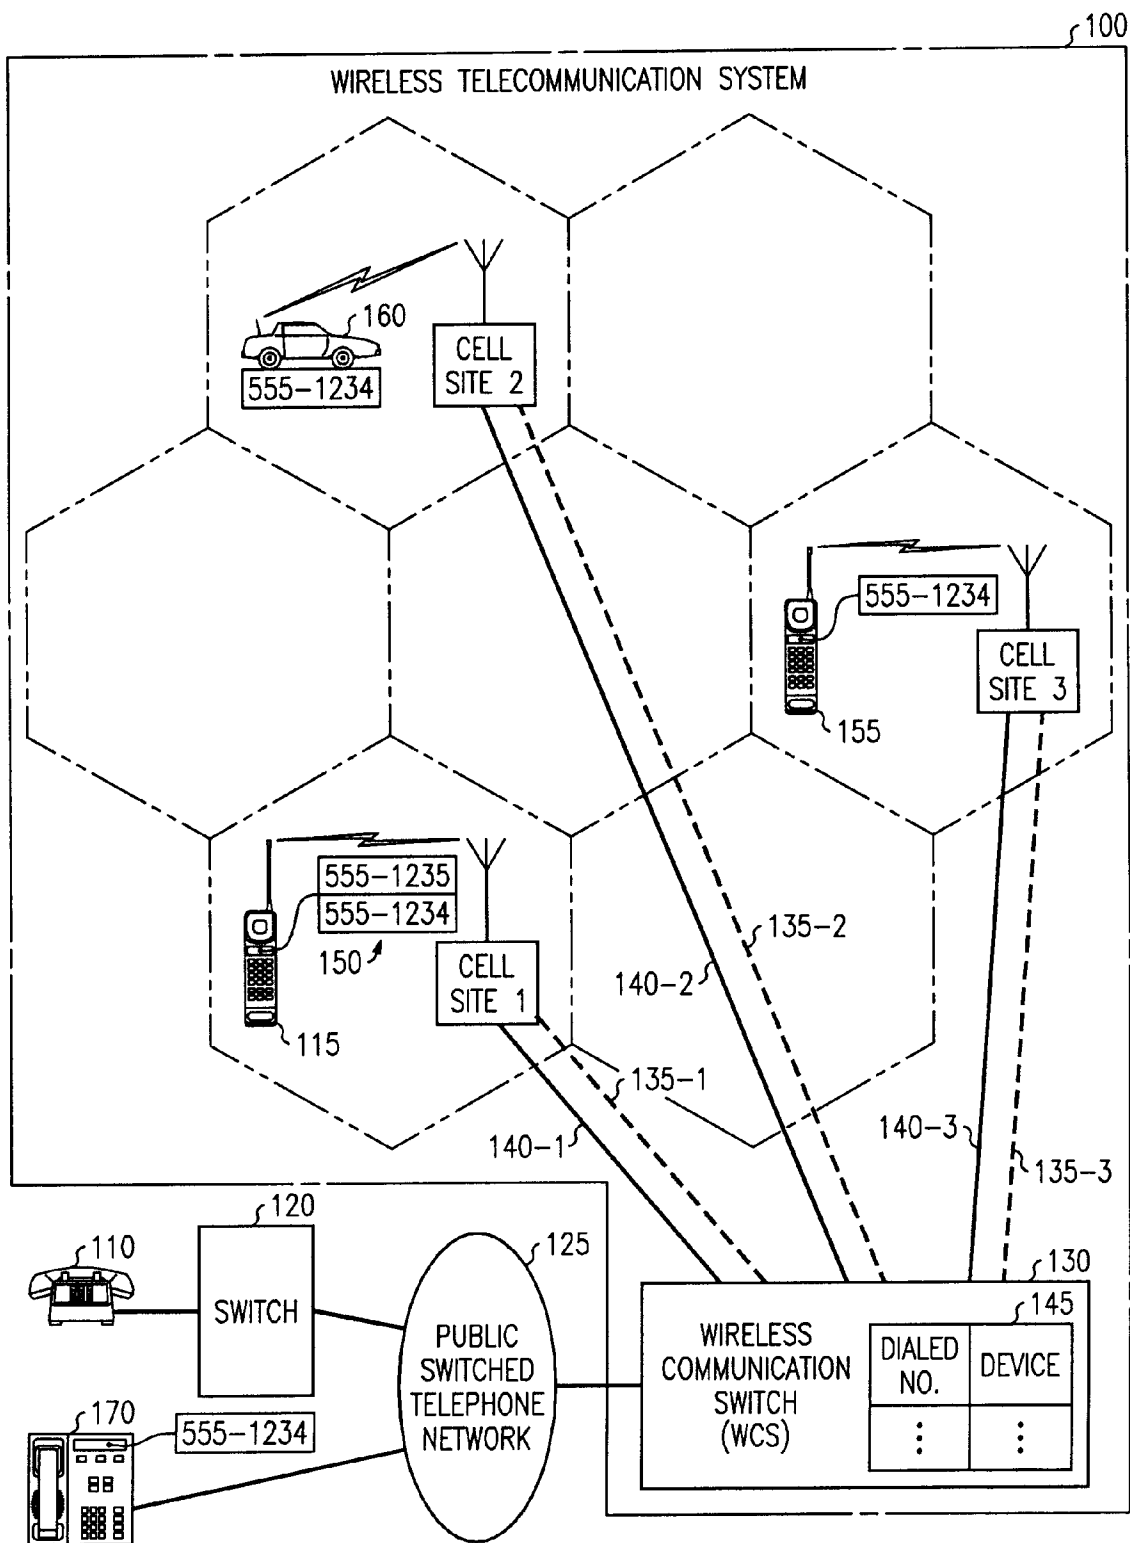 100
WIRELESS TELECOMMUNICATION SYSTEM
160
555-1234
CELL
SITE 2
555-1234
CELL
SITE 3
155
555-1235
555-1234
150
CELL
SITE 1
115
135-2
140-2
135-1
140-1
140-3
135-3
120
110
SWITCH
125
PUBLIC
SWITCHED
TELEPHONE
NETWORK
130
WIRELESS
COMMUNICATION
SWITCH
(WCS)
145
DIALED
NO.
DEVICE
170
555-1234